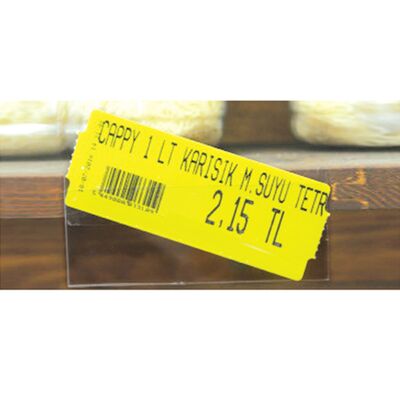 CAPPY 1 LT KARISIK M.SUYU TETR
2,15 TL